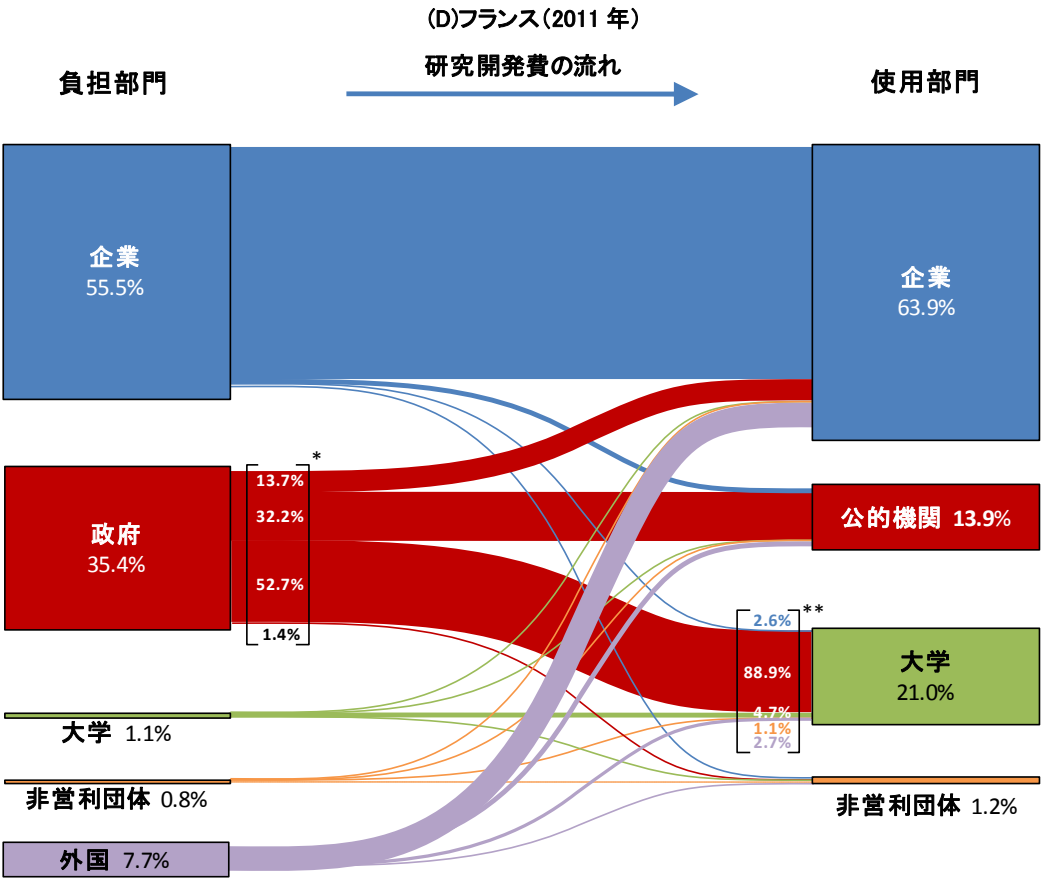 (D)フランス(2011 年)
研究開発費の流れ
負担部門
使用部門
企業
55.5%
企業
63.9%
政府
35.4%
*
13.7%
32.2%
52.7%
1.4%
公的機関 13.9%
**
2.6%
88.9%
4.7%
1.1%
2.7%
大学
21.0%
大学 1.1%
非営利団体 0.8%
非営利団体 1.2%
外国 7.7%